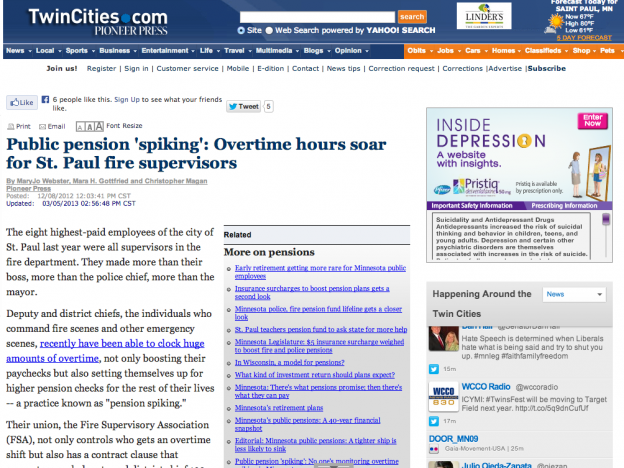 TwinCities.com
PIONEER PRESS
search
Site Web Search powered by YAHOO! SEARCH
LINDERS
Forecast Today for
SAINT PAUL, MN
Now 67°F
High 80°F
Low 61°F
5 DAY FORECAST
News Local Sports Business Entertainment Life Travel Multimedia Blogs Opinion Obits Jobs Cars Homes Classifieds Shop Pets
Join us! Register | Sign in | Customer service | Mobile | E-dition | Contact | News tips | Correction request | Corrections |Advertise |Subscribe
Like 6 people like this. Sign Up to see what your friends
like.
Tweet 5
Print Email AAA Font Resize
Public pension 'spiking': Overtime hours soar
for St. Paul fire supervisors
By MaryJo Webster, Mara H. Gottfried and Christopher Magan
Pioneer Press
Posted: 12/08/2012 12:03:41 PM CST
Updated: 03/05/2013 02:56:48 PM CST
The eight highest-paid employees of the city of
St. Paul last year were all supervisors in the
fire department. They made more than their
boss, more than the police chief, more than the
mayor.
Deputy and district chiefs, the individuals who
command fire scenes and other emergency
scenes, recently have been able to clock huge
amounts of overtime, not only boosting their
paychecks but also setting themselves up for
higher pension checks for the rest of their lives
-- a practice known as "pension spiking."
Their union, the Fire Supervisory Association
(FSA), not only controls who gets an overtime
shift but also has a contract clause that
Related
More on pensions
Early retirement getting more rare for Minnesota public
employees
Insurance surcharges to boost pension plans gets a
second look
Minnesota police, fire pension fund lifeline gets a closer
look
St. Paul teachers pension fund to ask state for more help
Minnesota Legislature: $15 insurance surcharge weighed
to boost fire and police pensions
In Wisconsin, a model for pensions?
What kind of investment return should plans expect?
Minnesota: There's what pensions promise; then there's
what they can pay
Minnesota's retirement plans
Minnesota's public pensions: A 40-year financial
snapshot
Editorial: Minnesota public pensions: A tighter ship is
less likely to sink
Public pension 'spiking': No one's monitoring overtime
INSIDE
DEPRESSION
A website
with insights.
Enter
Now
Pfizer
Pristiq
desvenlafaxine
Pristiq is available
by prescription only.
Important Safety Information Prescribing Information
Suicidality and Antidepressant Drugs
Antidepressants increased the risk of suicidal
thinking and behavior in children, teens, and
young adults. Depression and certain other
psychiatric disorders are themselves
associated with increases in the risk of suicide.
Happening Around the
Twin Cities
News
Hate Speech is determined when Liberals
hate what is being said and try to shut you
up. #mnleg #faithfamilyfreedom
15m
WCCO
WCCO Radio @wccoradio
ICYMI: #TwinsFest will be moving to Target
Field next year. http://t.co/5q9dnCufUf
17m
DOOR_MN09
Gaia-Movement-USA | 25m
Julio Ojeda-Zapata @ojezap